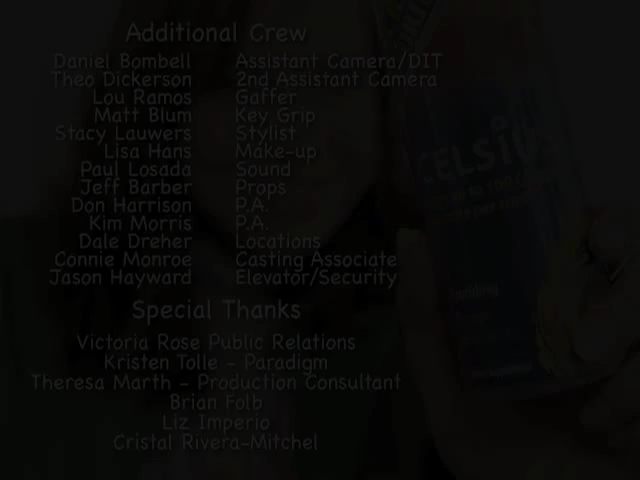 Additional Crew
Daniel Bombell Assistant Camera/DIT
Theo Dickerson 2nd Assistant Camera
Lou Ramos Gaffer
Matt Blum Key Grip
Stacy Lauwers Stylist
Lisa Hans Make-up
Paul Losada Sound
Jeff Barber Props
Don Harrison P.A.
Kim Morris P.A.
Dale Dreher Locations
Connie Monroe Casting Associate
Jason Hayward Elevator/Security
Special Thanks
Victoria Rose Public Relations
Kristen Tolle - Paradigm
Theresa Marth - Production Consultant
Brian Folb
Liz Imperio
Cristal Rivera-Mitchel
CELSIUS